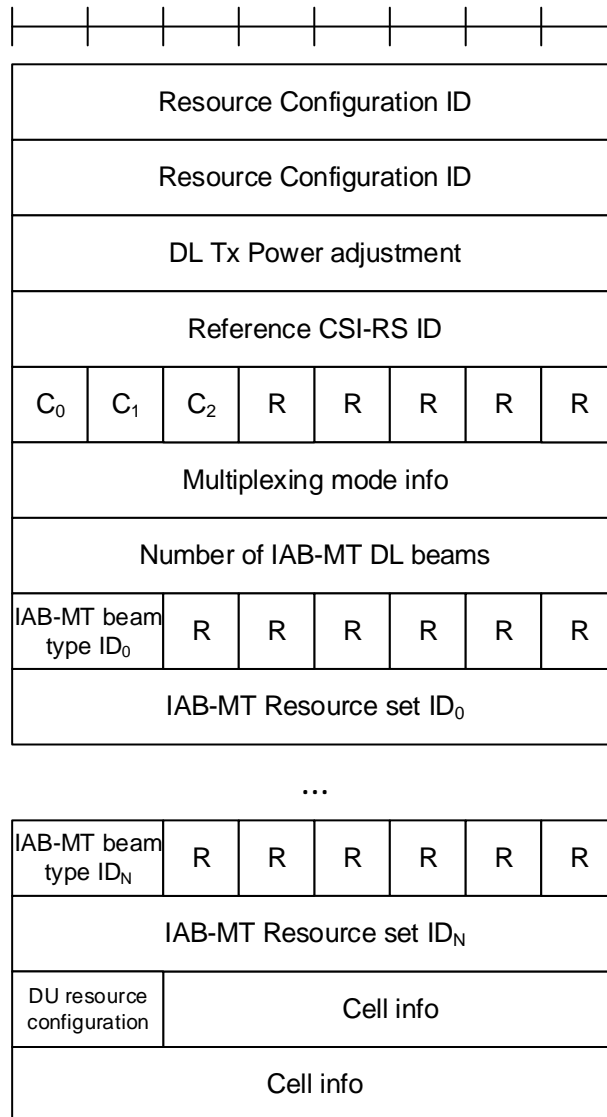 Resource Configuration ID
Resource Configuration ID
DL Tx Power adjustment
Reference CSI-RS ID
C₀ C₁ C₂ R R R R R
Multiplexing mode info
Number of IAB-MT DL beams
IAB-MT beam
type ID₀ R R R R R R
IAB-MT Resource set ID₀
...
IAB-MT beam
type ID_N R R R R R R
IAB-MT Resource set ID_N
DU resource
configuration
Cell info
Cell info